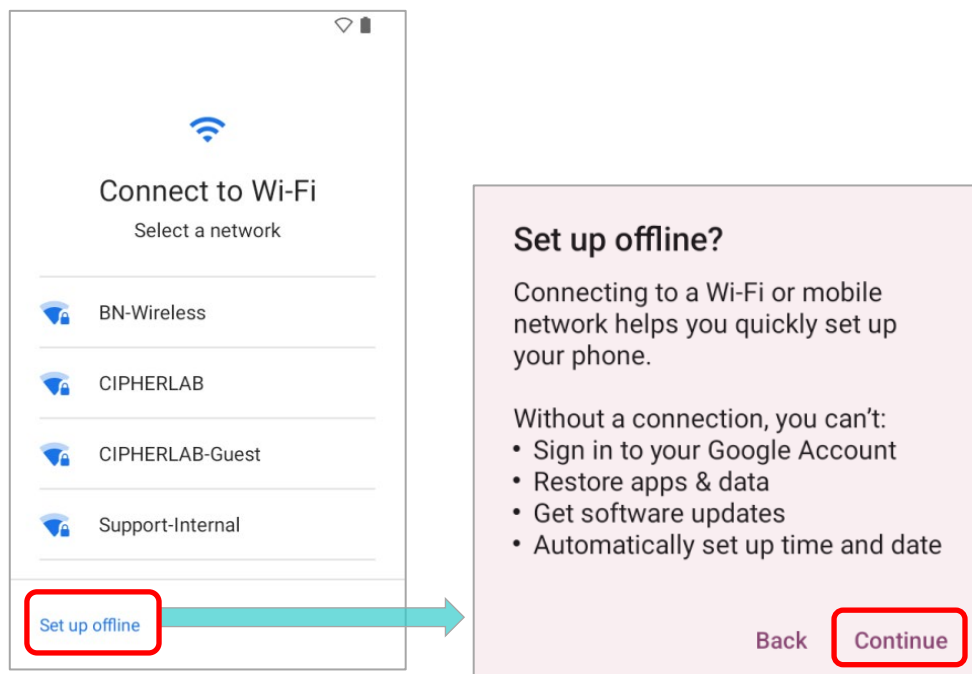 Connect to Wi-Fi
Select a network
BN-Wireless
CIPHERLAB
CIPHERLAB-Guest
Support-Internal
Set up offline
Set up offline?
Connecting to a Wi-Fi or mobile
network helps you quickly set up
your phone.
Without a connection, you can’t:
• Sign in to your Google Account
• Restore apps & data
• Get software updates
• Automatically set up time and date
Back Continue